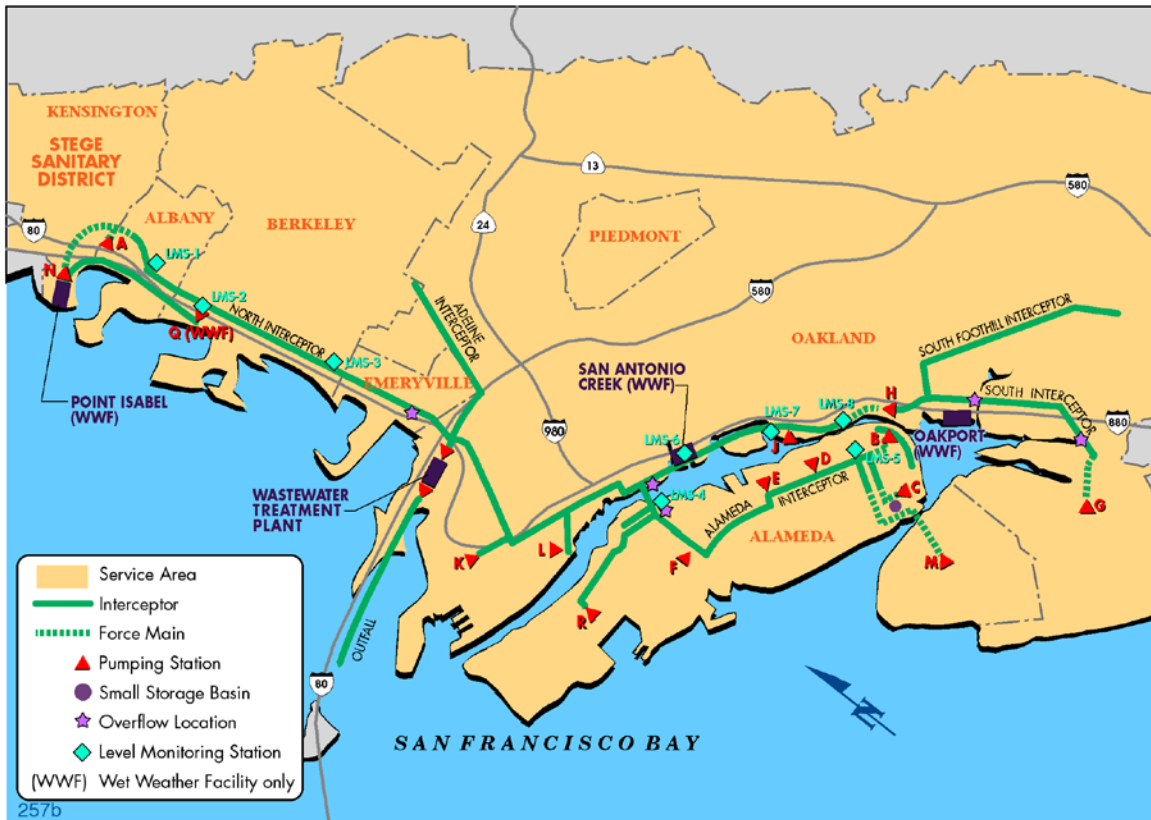 KENSINGTON
STEGE
SANITARY
DISTRICT
ALBANY
BERKELEY
PIEDMONT
EMERYVILLE
OAKLAND
ALAMEDA
80
13
24
580
580
980
880
80
A
N
LMS-1
LMS-2
Q (WWF)
NORTH INTERCEPTOR
LMS-3
ADELINE
INTERCEPTOR
POINT ISABEL
(WWF)
SAN ANTONIO
CREEK (WWF)
SOUTH FOOTHILL INTERCEPTOR
SOUTH INTERCEPTOR
H
LMS-7
LMS-8
LMS-6
J
B
OAKPORT
(WWF)
LMS-5
D
E
C
G
LMS-4
ALAMEDA INTERCEPTOR
WASTEWATER
TREATMENT
PLANT
K
L
F
M
R
OUTFALL
N
SAN FRANCISCO BAY
Service Area
Interceptor
Force Main
Pumping Station
Small Storage Basin
Overflow Location
Level Monitoring Station
(WWF) Wet Weather Facility only
257b